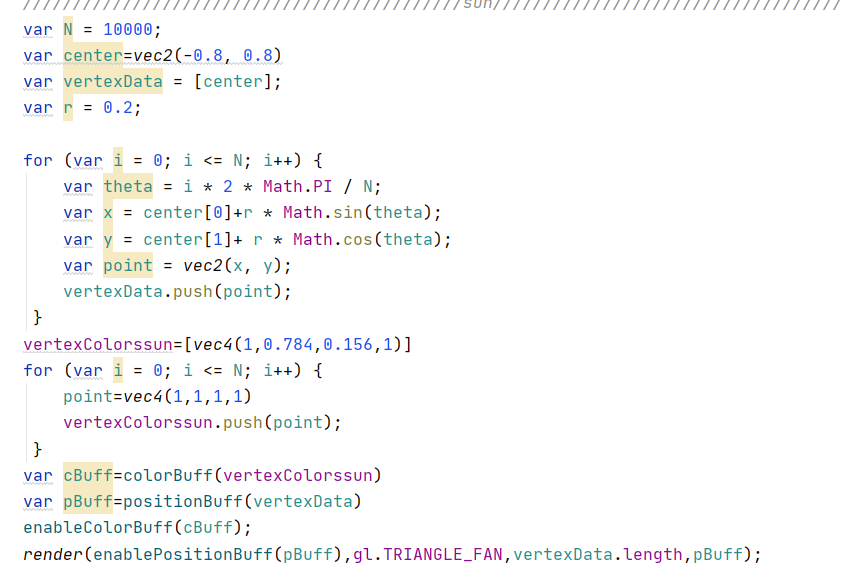 //////////////////////////////////////////////sun///////////////////////////////////
var N = 10000;
var center=vec2(-0.8, 0.8)
var vertexData = [center];
var r = 0.2;
for (var i = 0; i <= N; i++) {
var theta = i * 2 * Math.PI / N;
var x = center[0]+r * Math.sin(theta);
var y = center[1]+ r * Math.cos(theta);
var point = vec2(x, y);
vertexData.push(point);
}
vertexColorssun=[vec4(1,0.784,0.156,1)]
for (var i = 0; i <= N; i++) {
point=vec4(1,1,1,1)
vertexColorssun.push(point);
}
var cBuff=colorBuff(vertexColorssun)
var pBuff=positionBuff(vertexData)
enableColorBuff(cBuff);
render(enablePositionBuff(pBuff),gl.TRIANGLE_FAN,vertexData.length,pBuff);